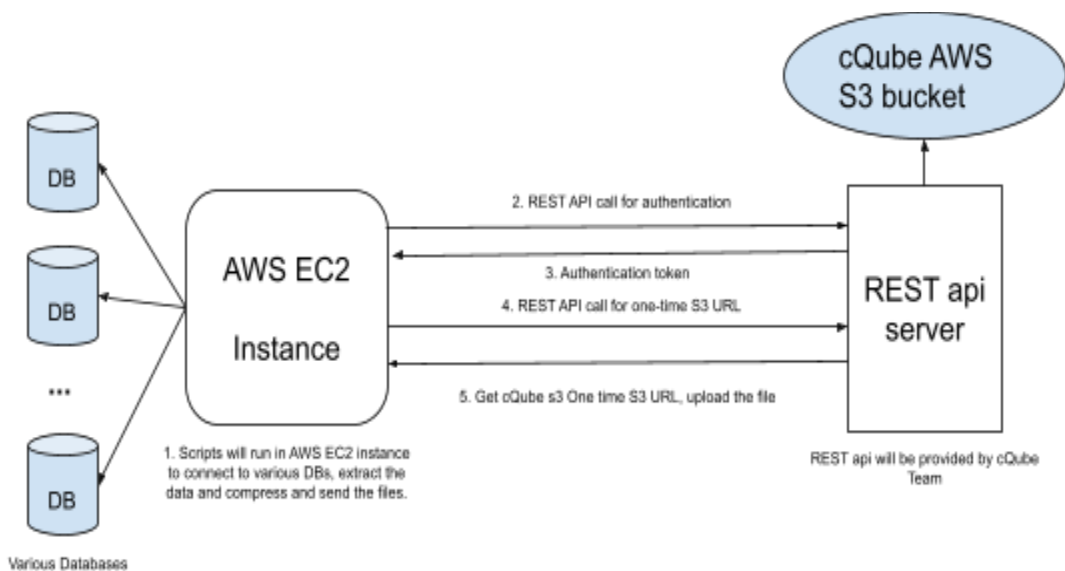 cQube AWS
S3 bucket
DB
2. REST API call for authentication
AWS EC2
Instance
3. Authentication token
REST api
server
DB
4. REST API call for one-time S3 URL
...
5. Get cQube s3 One time S3 URL, upload the file
1. Scripts will run in AWS EC2 instance
to connect to various DBs, extract the
data and compress and send the files.
REST api will be provided by cQube
Team
DB
Various Databases